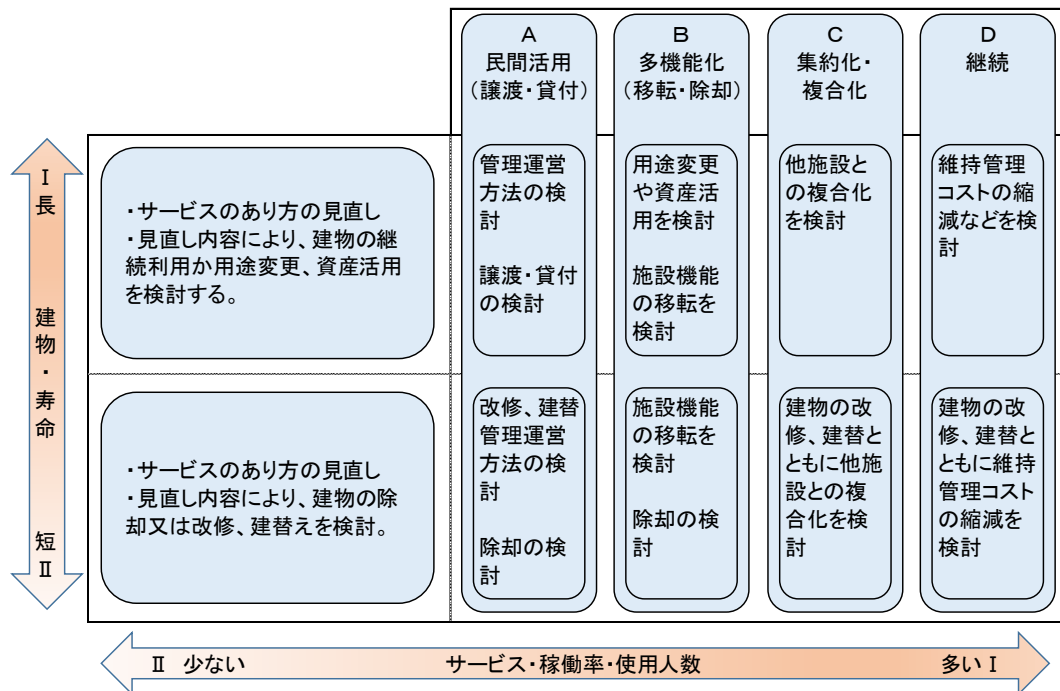 A
民間活用
(譲渡・貸付)
B
多機能化
(移転・除却)
C
集約化・
複合化
D
継続
Ⅰ
長
建
物
・
寿
命
短
Ⅱ
・サービスのあり方の見直し
・見直し内容により、建物の継
続利用か用途変更、資産活用
を検討する。
管理運営
方法の検
討
譲渡・貸付
の検討
用途変更
や資産活
用を検討
施設機能
の移転を
検討
他施設と
の複合化
を検討
維持管理
コストの縮
減などを検
討
・サービスのあり方の見直し
・見直し内容により、建物の除
却又は改修、建替えを検討。
改修、建替
管理運営
方法の検
討
除却の検
討
施設機能
の移転を
検討
除却の検
討
建物の改
修、建替と
ともに他施
設との複
合化を検
討
建物の改
修、建替と
ともに維持
管理コスト
の縮減を
検討
Ⅱ 少ない
サービス・稼働率・使用人数
多い Ⅰ